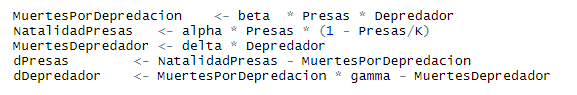 MuertesPorDepredacion    <- beta  * Presas * Depredador
NatalidadPresas   <- alpha * Presas * (1 - Presas/K)
MuertesDepredador <- delta * Depredador
dPresas        <- NatalidadPresas - MuertesPorDepredacion
dDepredador    <- MuertesPorDepredacion * gamma - MuertesDepredador